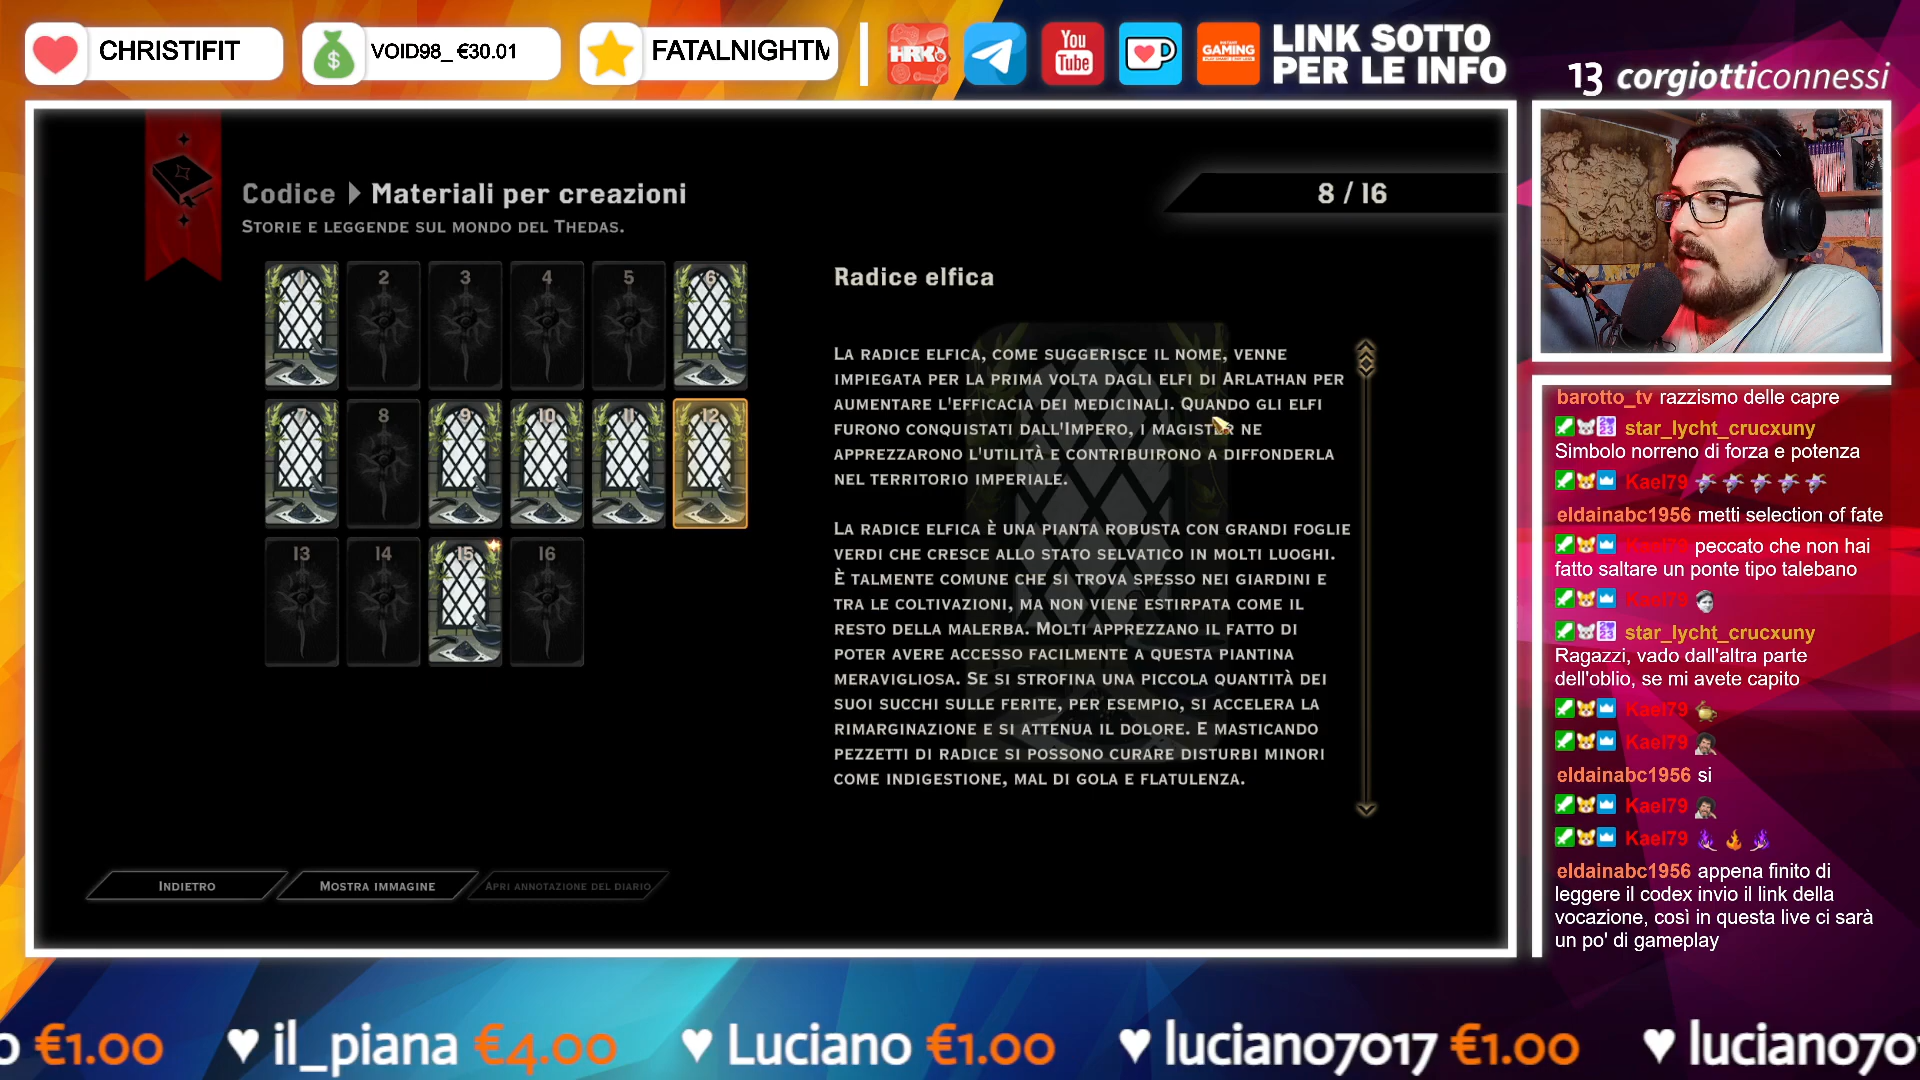 CHRISTIFIT
VOID98_ €30.01
FATALNIGHTM
HRK
You
Tube
INSTANT
GAMING
LINK SOTTO
PER LE INFO
13 corgiotticonnessi
Codice
Materiali per creazioni
Storie e leggende sul mondo del Thedas.
8 / 16
1
2
3
4
5
6
7
8
9
10
11
12
13
14
15
16
Radice elfica
La radice elfica, come suggerisce il nome, venne
impiegata per la prima volta dagli elfi di Arlathan per
aumentare l'efficacia dei medicinali. Quando gli elfi
furono conquistati dall'Impero, i magister ne
apprezzarono l'utilità e contribuirono a diffonderla
nel territorio imperiale.
La radice elfica è una pianta robusta con grandi foglie
verdi che cresce allo stato selvatico in molti luoghi.
È talmente comune che si trova spesso nei giardini e
tra le coltivazioni, ma non viene estirpata come il
resto della malerba. Molti apprezzano il fatto di
poter avere accesso facilmente a questa piantina
meravigliosa. Se si strofina una piccola quantità dei
suoi succhi sulle ferite, per esempio, si accelera la
rimarginazione e si attenua il dolore. E masticando
pezzetti di radice si possono curare disturbi minori
come indigestione, mal di gola e flatulenza.
Indietro
Mostra immagine
Apri annotazione del diario
barotto_tv razzismo delle capre
star_lycht_crucxuny
Simbolo norreno di forza e potenza
Kael79
eldainabc1956 metti selection of fate
Kael79 peccato che non hai
fatto saltare un ponte tipo talebano
Kael79
star_lycht_crucxuny
Ragazzi, vado dall'altra parte
dell'oblio, se mi avete capito
Kael79
Kael79
eldainabc1956 si
Kael79
Kael79
eldainabc1956 appena finito di
leggere il codex invio il link della
vocazione, così in questa live ci sarà
un po' di gameplay
o €1.00 ♥ il_piana €4.00 ♥ Luciano €1.00 ♥ luciano7017 €1.00 ♥ luciano70